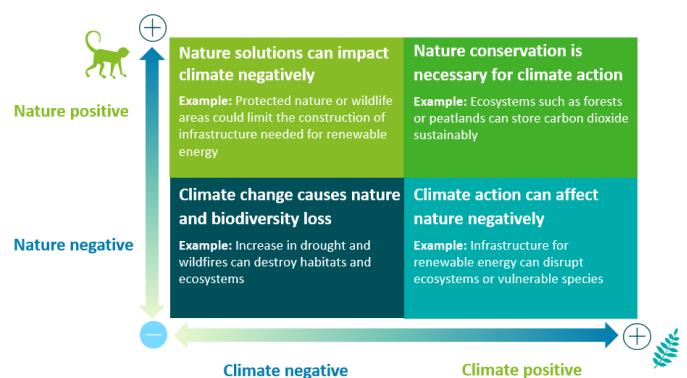 Nature positive
Nature negative
Nature solutions can impact
climate negatively
Example: Protected nature or wildlife
areas could limit the construction of
infrastructure needed for renewable
energy
Nature conservation is
necessary for climate action
Example: Ecosystems such as forests
or peatlands can store carbon dioxide
sustainably
Climate change causes nature
and biodiversity loss
Example: Increase in drought and
wildfires can destroy habitats and
ecosystems
Climate action can affect
nature negatively
Example: Infrastructure for
renewable energy can disrupt
ecosystems or vulnerable species
Climate negative
Climate positive